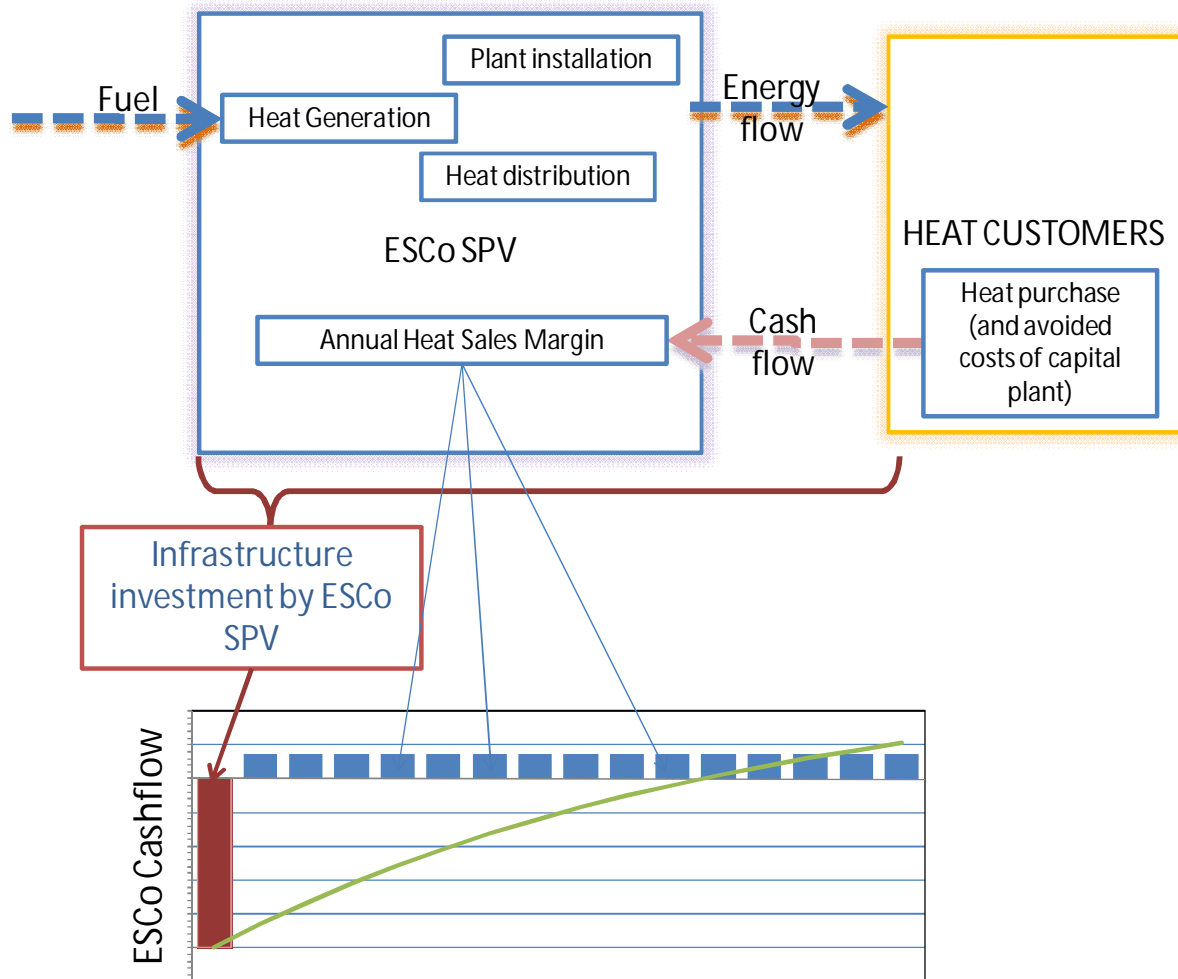 Plant installation
Fuel
Heat Generation
Energy
flow
Heat distribution
ESCo SPV
HEAT CUSTOMERS
Heat purchase
(and avoided
costs of capital
plant)
Annual Heat Sales Margin
Cash
flow
Infrastructure
investment by ESCo
SPV
ESCo Cashflow